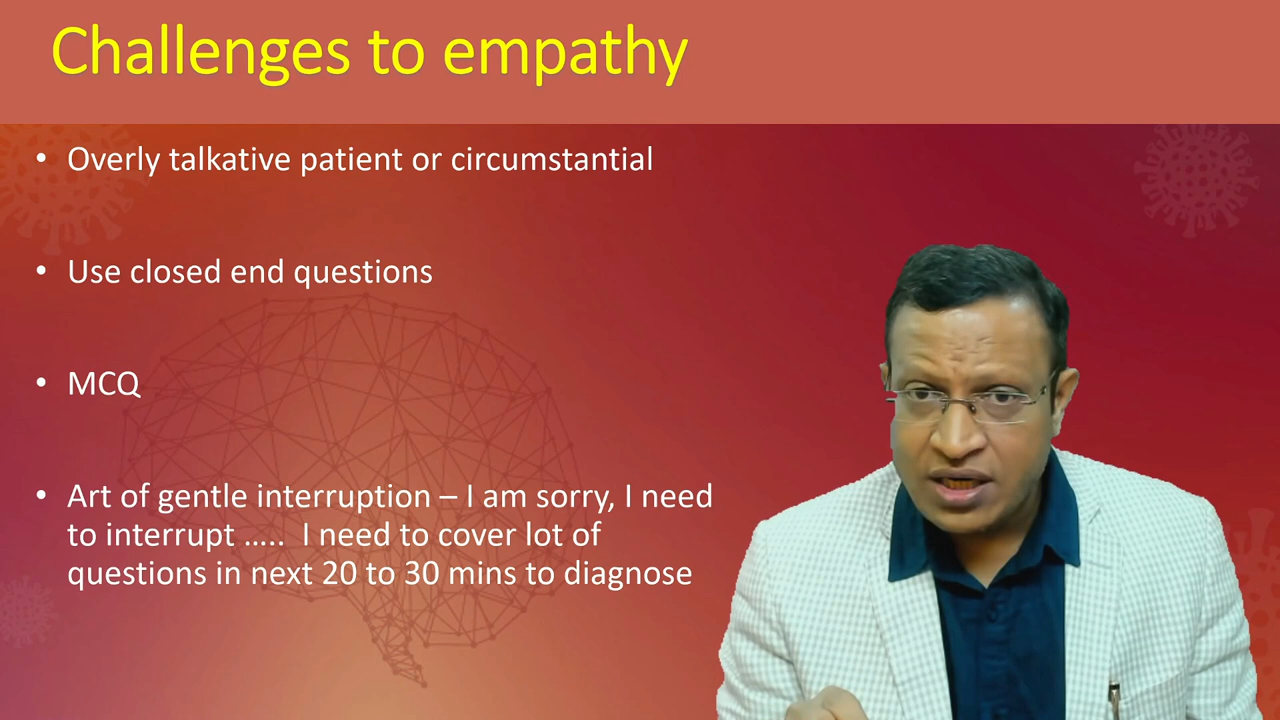 Challenges to empathy
• Overly talkative patient or circumstantial
• Use closed end questions
• MCQ
• Art of gentle interruption – I am sorry, I need
to interrupt ….. I need to cover lot of
questions in next 20 to 30 mins to diagnose